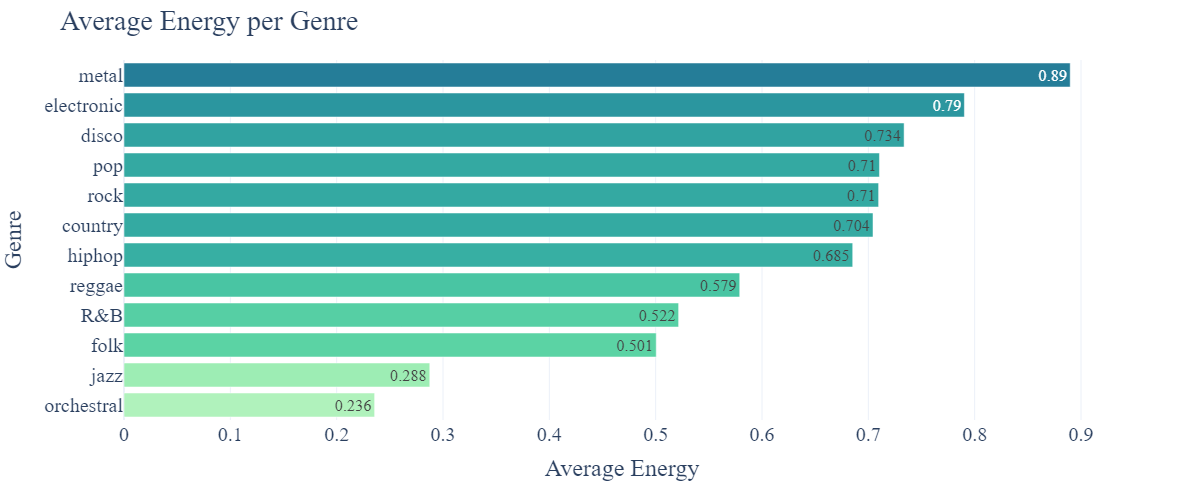 Average Energy per Genre
metal 0.89
electronic 0.79
disco 0.734
pop 0.71
rock 0.71
country 0.704
hiphop 0.685
reggae 0.579
R&B 0.522
folk 0.501
jazz 0.288
orchestral 0.236
Genre
0 0.1 0.2 0.3 0.4 0.5 0.6 0.7 0.8 0.9
Average Energy